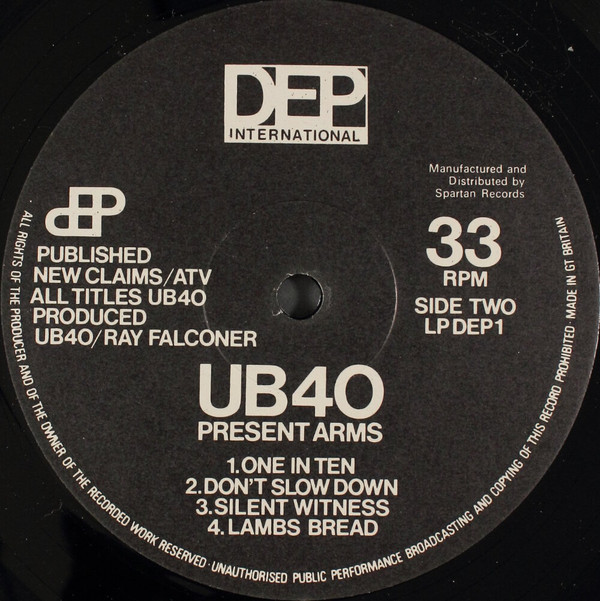 DEP
INTERNATIONAL
Manufactured and
Distributed by
Spartan Records
dEP
PUBLISHED
NEW CLAIMS/ATV
ALL TITLES UB40
PRODUCED
UB40/RAY FALCONER
33
RPM
SIDE TWO
LP DEP1
UB40
PRESENT ARMS
1.ONE IN TEN
2.DON'T SLOW DOWN
3.SILENT WITNESS
4.LAMBS BREAD
· ALL RIGHTS OF THE PRODUCER AND OF THE OWNER OF THE RECORDED WORK RESERVED · UNAUTHORISED PUBLIC PERFORMANCE BROADCASTING AND COPYING OF THIS RECORD PROHIBITED · MADE IN GT BRITAIN